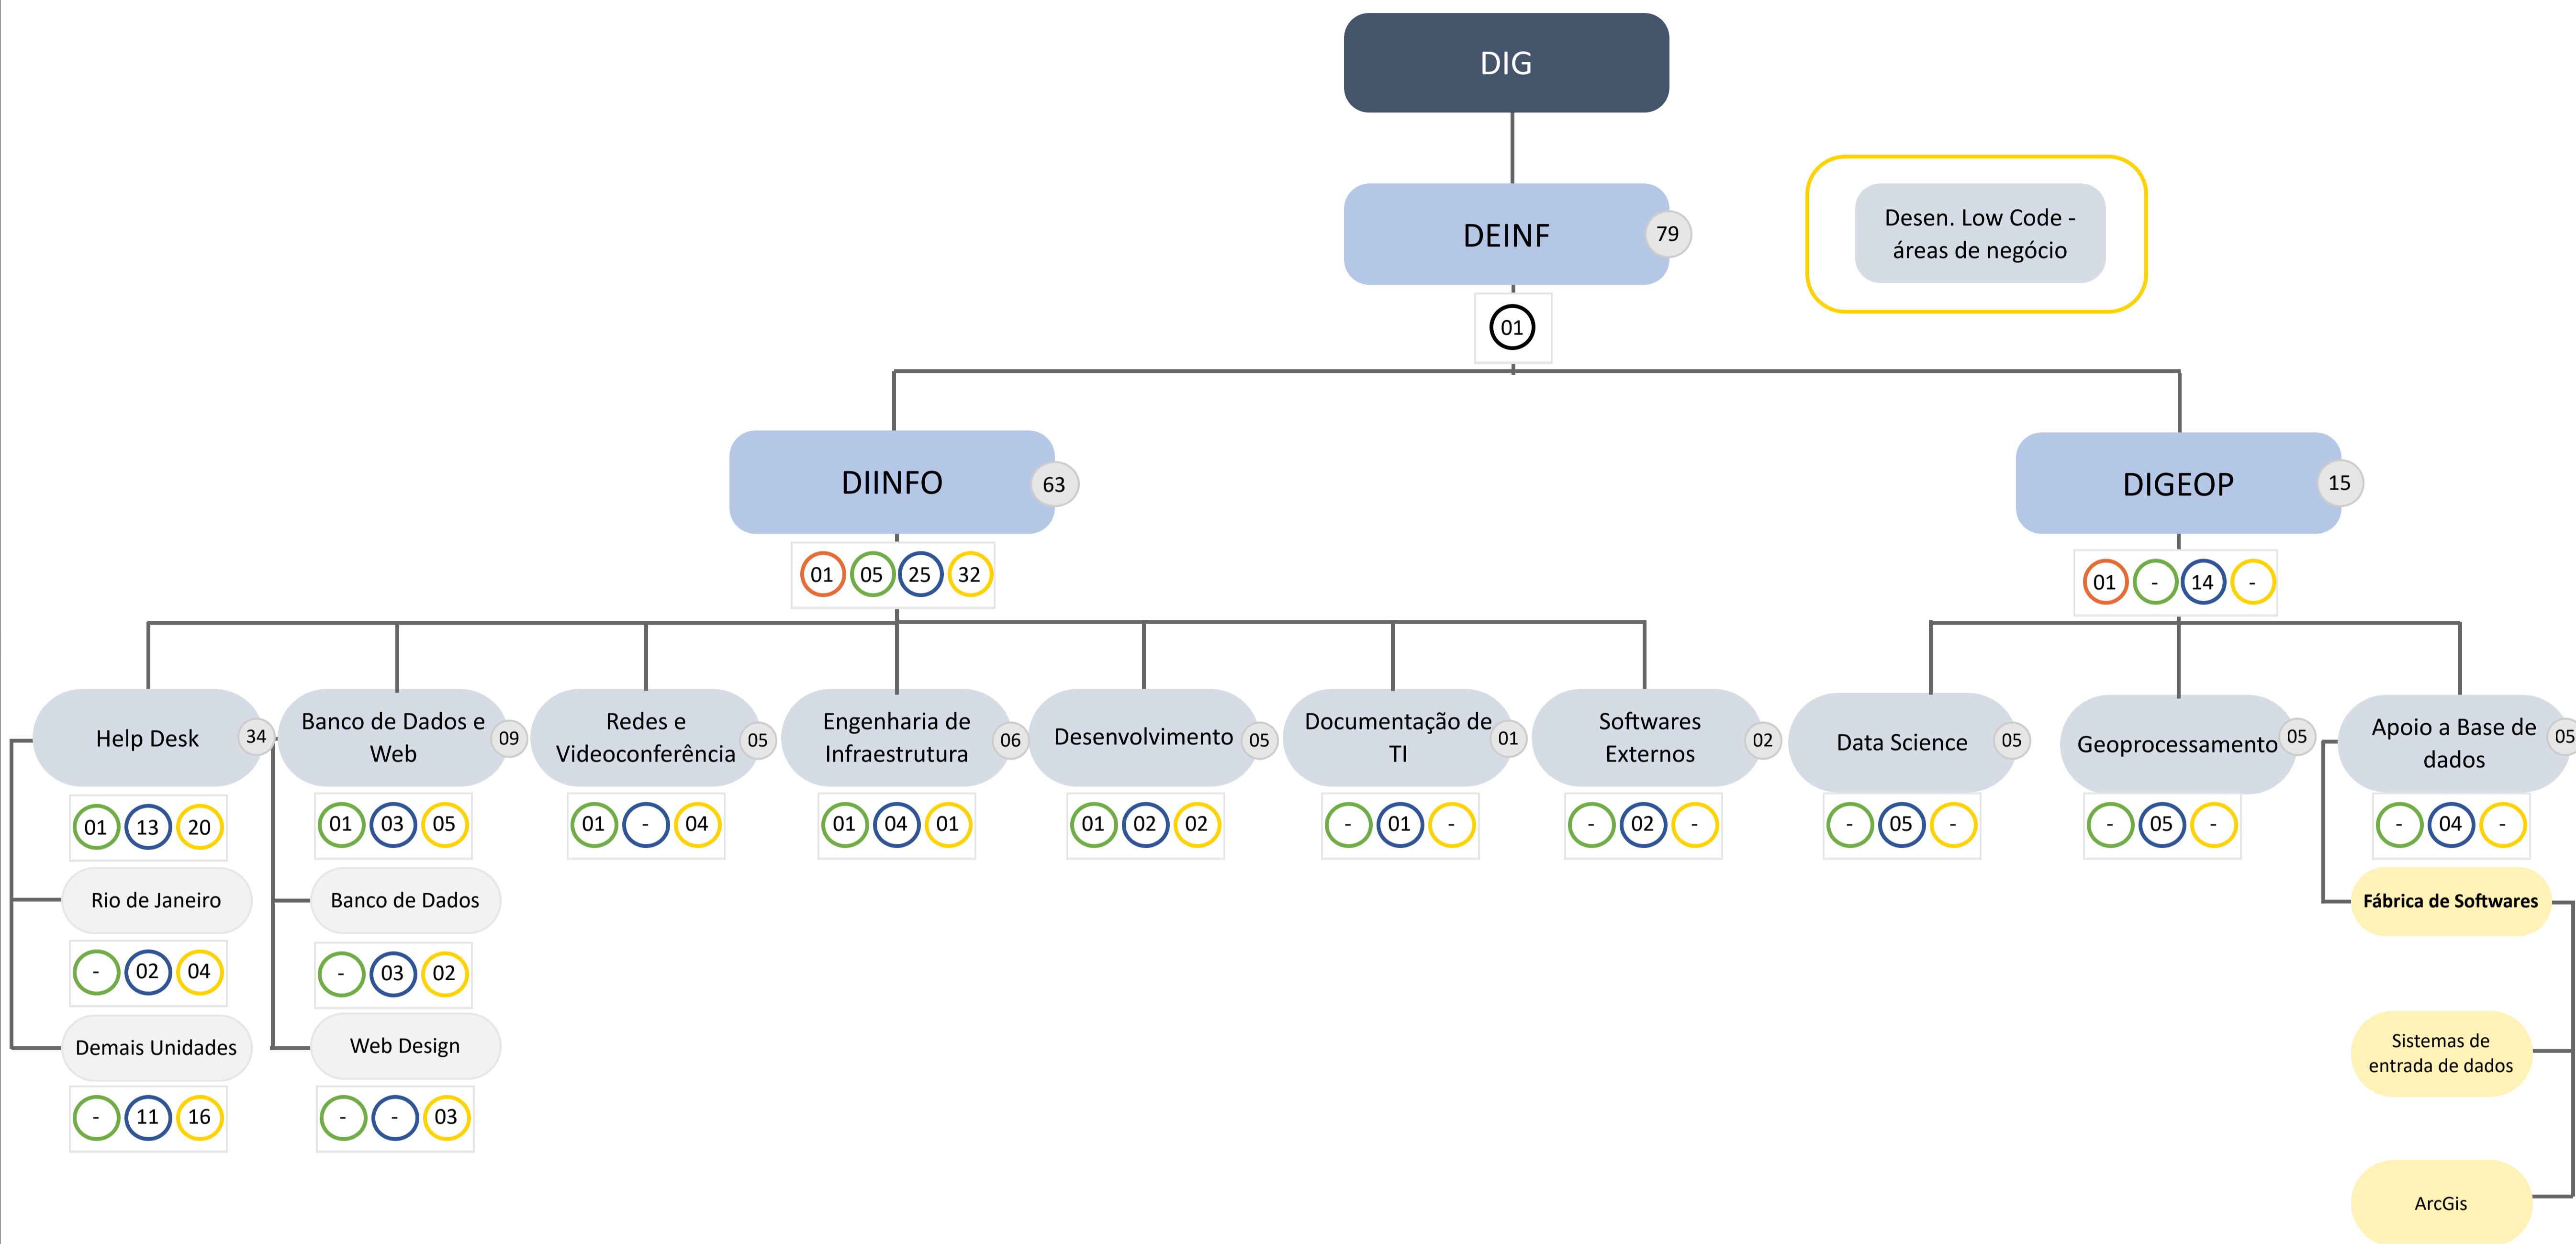 DIG
DEINF
79
Desen. Low Code -
áreas de negócio
01
DIINFO
63
DIGEOP
15
01 05 25 32
01 - 14 -
Help Desk
34
Banco de Dados e
Web
09
Redes e
Videoconferência
05
Engenharia de
Infraestrutura
06
Desenvolvimento
05
Documentação de
TI
01
Softwares
Externos
02
Data Science
05
Geoprocessamento
05
Apoio a Base de
dados
05
01 13 20
01 03 05
01 - 04
01 04 01
01 02 02
- 01 -
- 02 -
- 05 -
- 05 -
- 04 -
Rio de Janeiro
Banco de Dados
Fábrica de Softwares
- 02 04
- 03 02
Demais Unidades
Web Design
Sistemas de
entrada de dados
- 11 16
- - 03
ArcGis